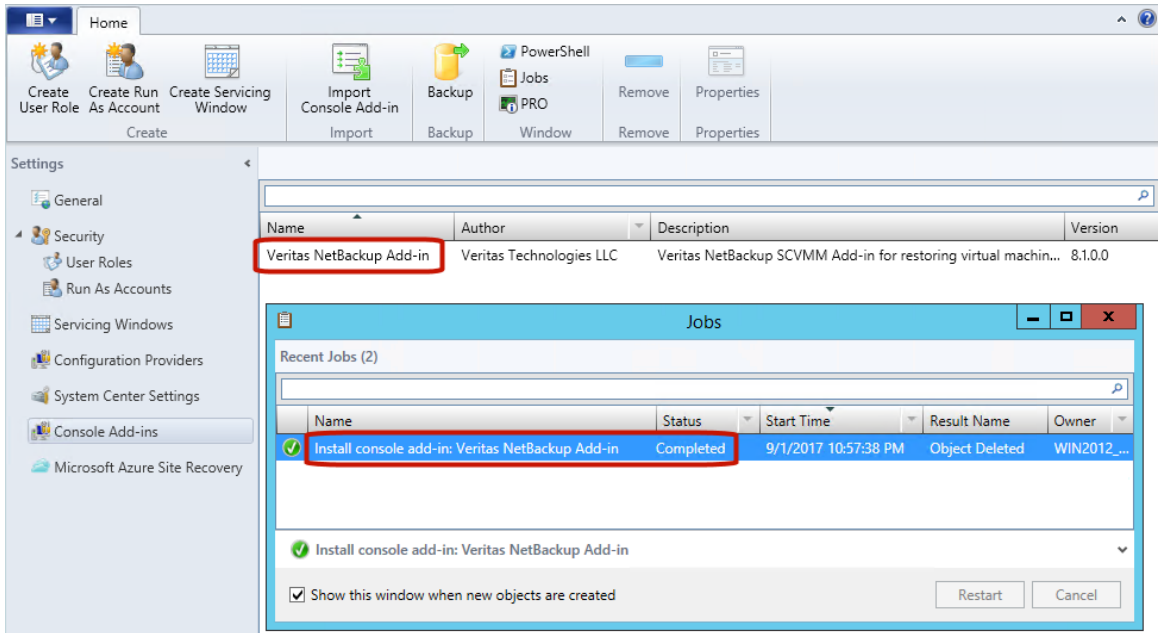 Home
Create User Role
Create Run As Account
Create Servicing Window
Create
Import Console Add-in
Import
Backup
Backup
PowerShell
Jobs
PRO
Window
Remove
Remove
Properties
Properties
Settings
General
Security
User Roles
Run As Accounts
Servicing Windows
Configuration Providers
System Center Settings
Console Add-ins
Microsoft Azure Site Recovery
Name Author Description Version
Veritas NetBackup Add-in Veritas Technologies LLC Veritas NetBackup SCVMM Add-in for restoring virtual machin... 8.1.0.0
Jobs
Recent Jobs (2)
Name Status Start Time Result Name Owner
Install console add-in: Veritas NetBackup Add-in Completed 9/1/2017 10:57:38 PM Object Deleted WIN2012_...
Install console add-in: Veritas NetBackup Add-in
Show this window when new objects are created
Restart Cancel